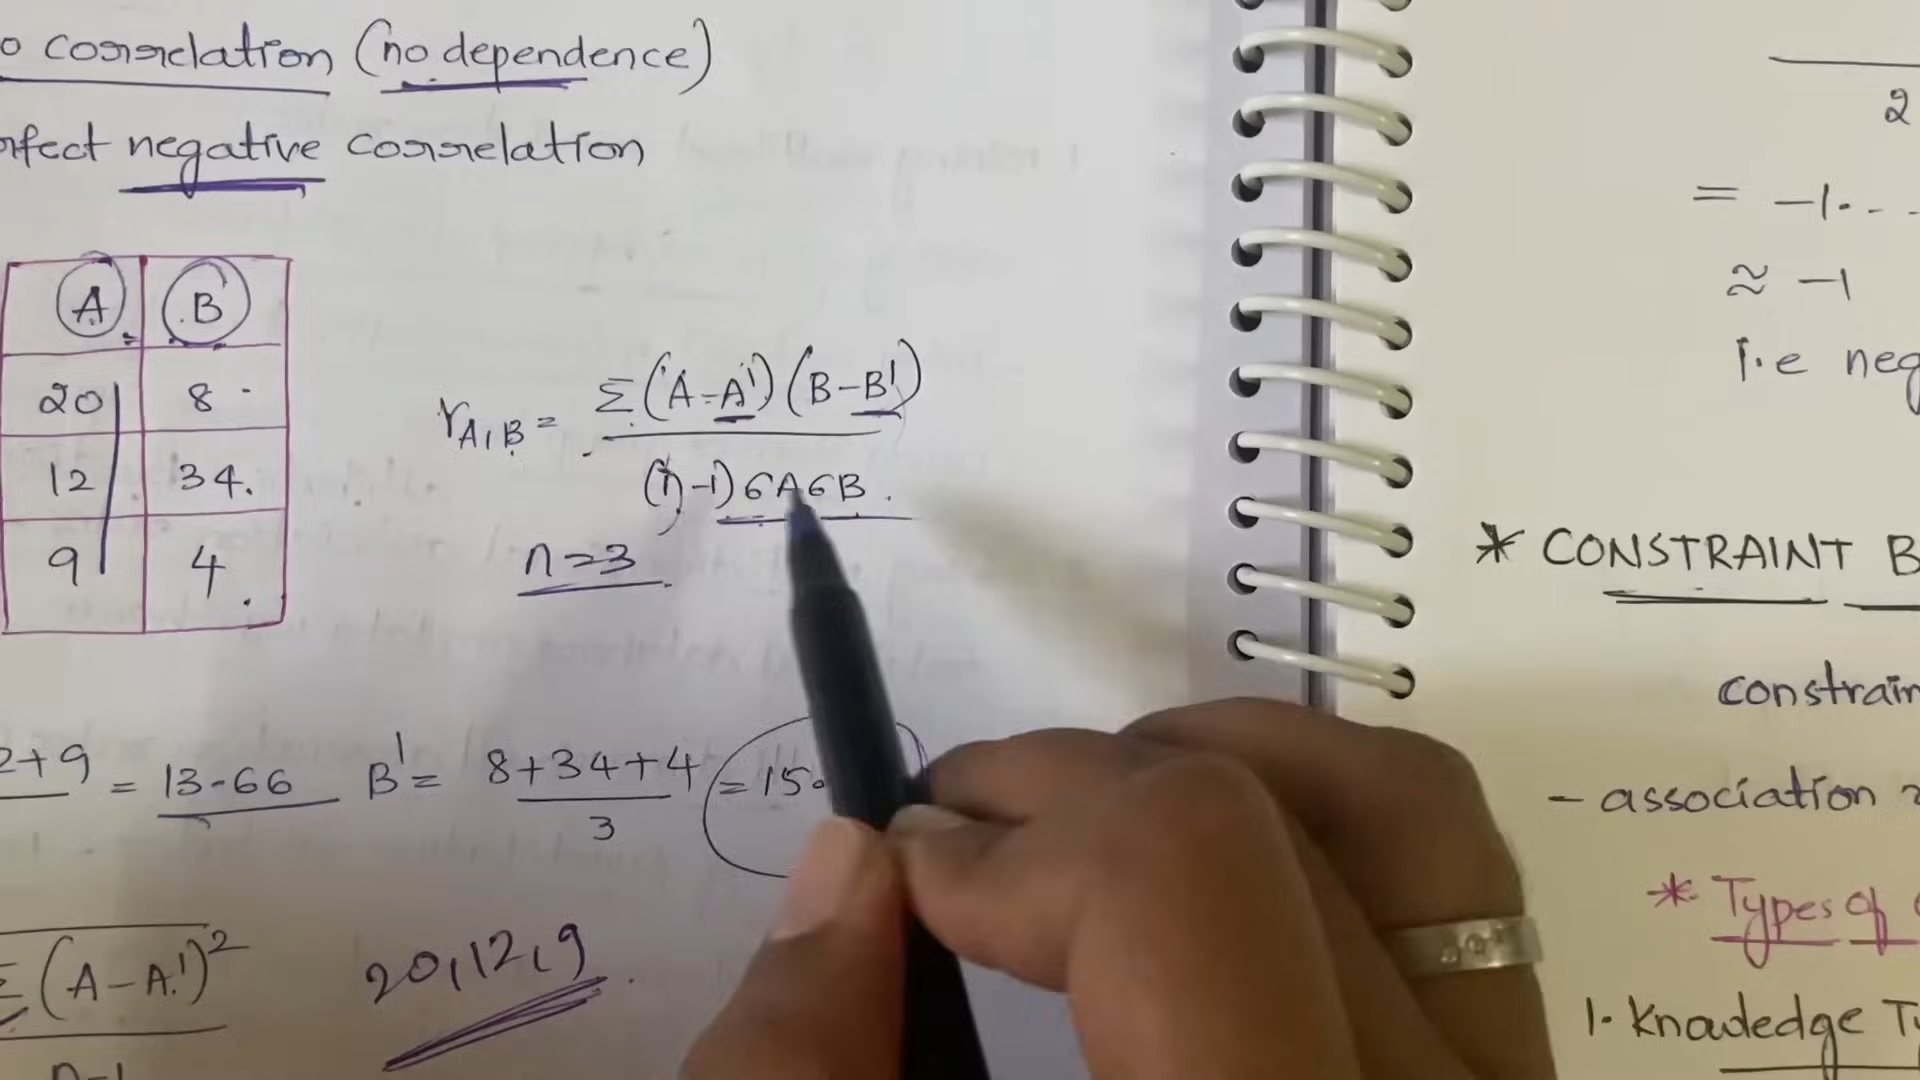 o correlation (no dependence)
rfect negative correlation
A B
20 8
12 34.
9 4
rA,B = Σ(A-A')(B-B')
(n-1)σAσB
n=3
2+9 = 13.66 B' = 8+34+4 = 15.
3
Σ(A-A')²
n-1
20,12,9
2
= -1...
≈ -1
i.e neg
* CONSTRAINT B
constrain
- association
* Types of
1. Knowledge Ty